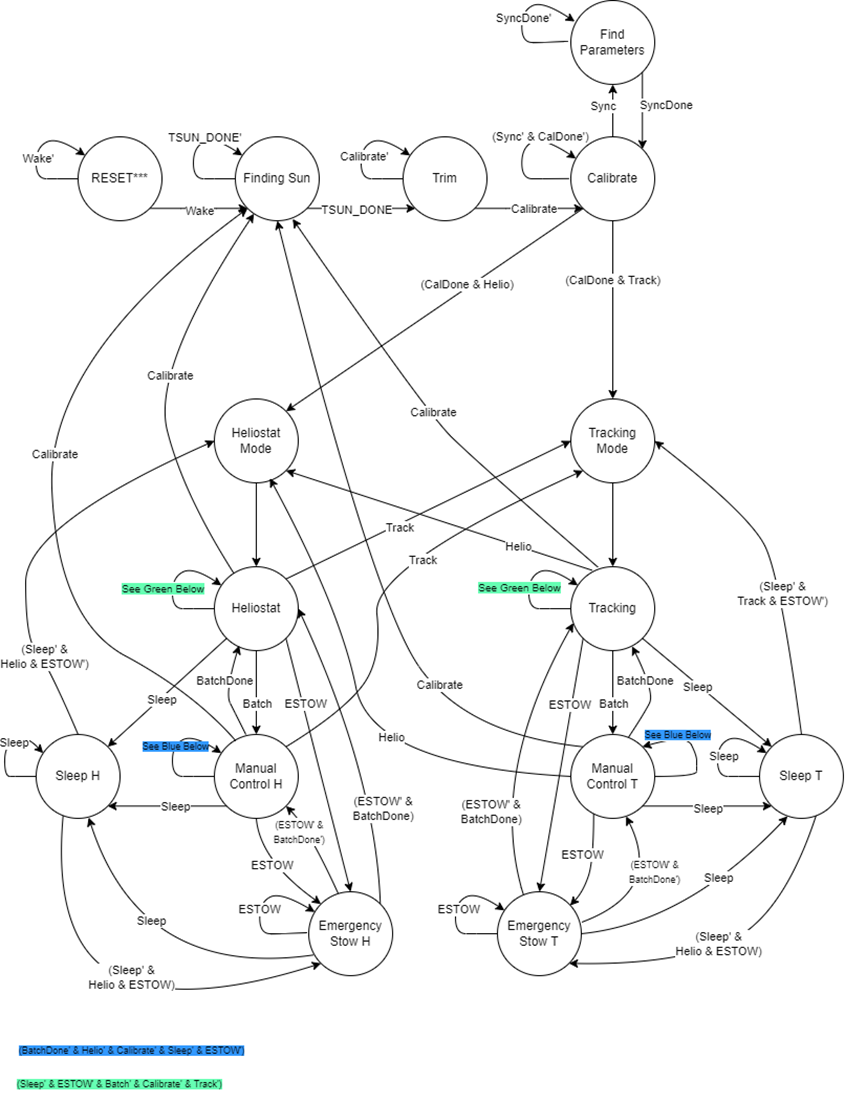 SyncDone'
Find
Parameters
Sync
SyncDone
Wake'
RESET***
TSUN_DONE'
Finding Sun
Calibrate'
Trim
(Sync' & CalDone')
Calibrate
Wake
TSUN_DONE
Calibrate
(CalDone & Helio)
(CalDone & Track)
Calibrate
Calibrate
Calibrate
Heliostat
Mode
Tracking
Mode
Track
Helio
Track
See Green Below
Heliostat
See Green Below
Tracking
(Sleep' &
Track & ESTOW')
(Sleep' &
Helio & ESTOW')
Sleep
BatchDone
Batch
ESTOW
Calibrate
ESTOW
Batch
BatchDone
Sleep
Helio
Sleep
Sleep H
See Blue Below
Manual
Control H
Manual
Control T
See Blue Below
Sleep
Sleep T
Sleep
(ESTOW' &
BatchDone')
(ESTOW' &
BatchDone)
(ESTOW' &
BatchDone)
Sleep
ESTOW
ESTOW
(ESTOW' &
BatchDone')
Sleep
Sleep
ESTOW
Emergency
Stow H
ESTOW
Emergency
Stow T
(Sleep' &
Helio & ESTOW)
(Sleep' &
Helio & ESTOW)
(BatchDone' & Helio' & Calibrate' & Sleep' & ESTOW')
(Sleep' & ESTOW' & Batch' & Calibrate' & Track')